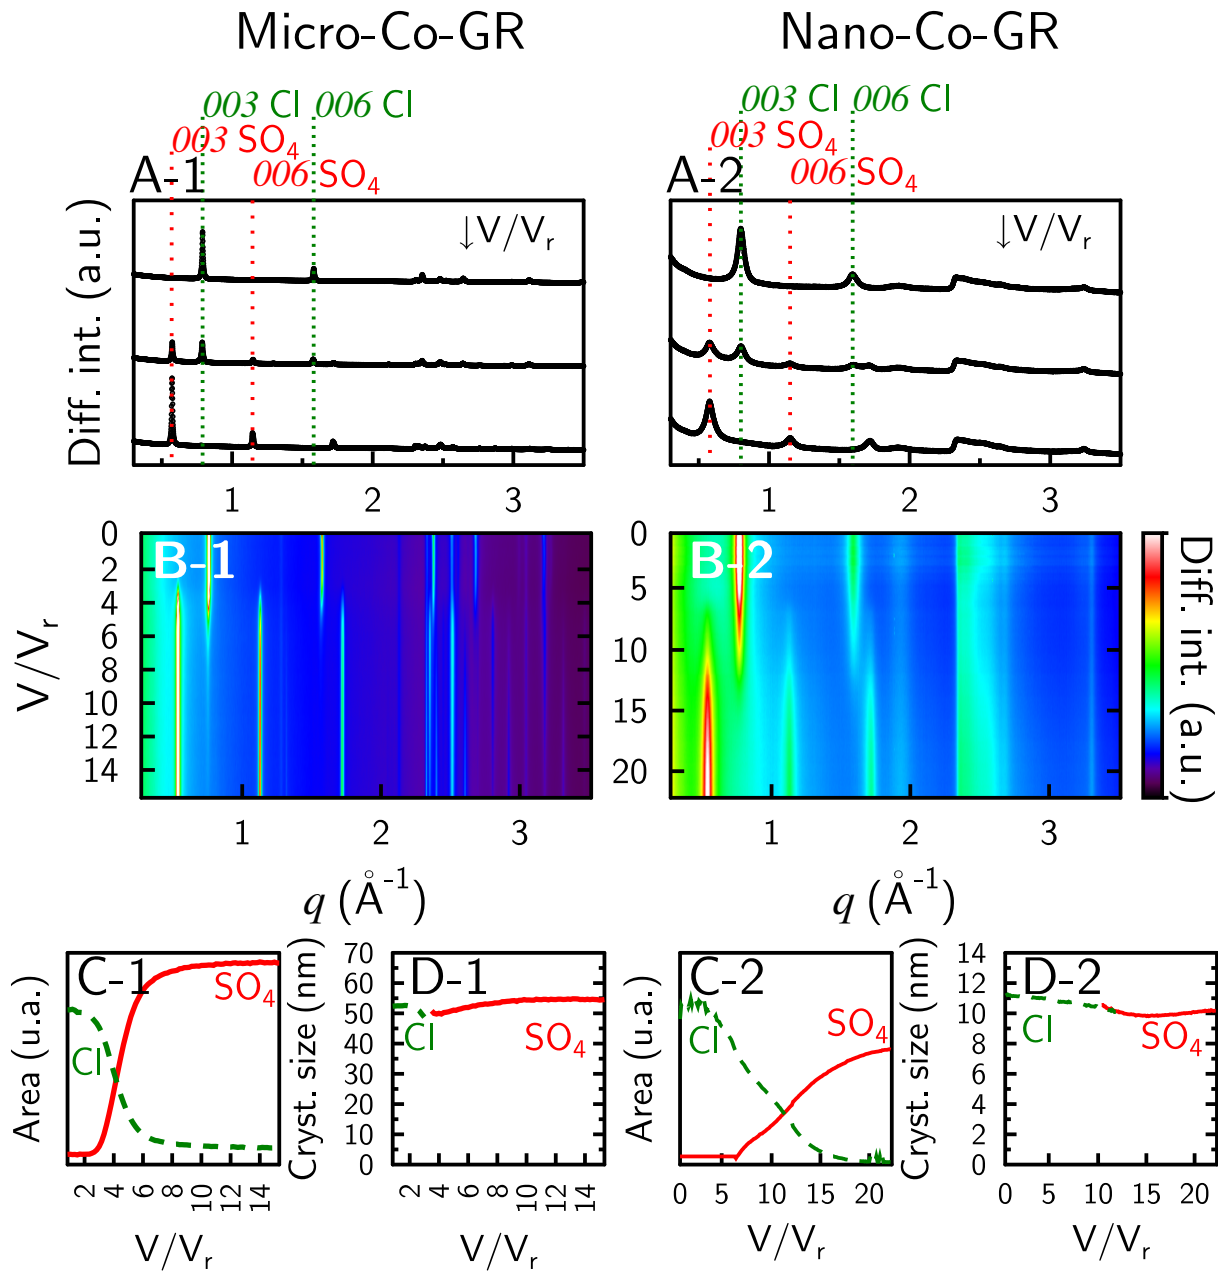 Micro-Co-GR
Nano-Co-GR
003 Cl 006 Cl
003 SO4
006 SO4
A-1
↓V/Vr
Diff. int. (a.u.)
1 2 3
003 Cl 006 Cl
003 SO4
006 SO4
A-2
↓V/Vr
1 2 3
B-1
V/Vr
0
2
4
6
8
10
12
14
1 2 3
q (Å-1)
B-2
0
5
10
15
20
1 2 3
q (Å-1)
Diff. int. (a.u.)
C-1
SO4
Cl
Area (u.a.)
2 4 6 8 10 12 14
V/Vr
D-1
Cl
SO4
Cryst. size (nm)
70
60
50
40
30
20
10
0
2 4 6 8 10 12 14
V/Vr
C-2
SO4
Cl
Area (u.a.)
0 5 10 15 20
V/Vr
D-2
Cl
SO4
Cryst. size (nm)
14
12
10
8
6
4
2
0
0 5 10 15 20
V/Vr